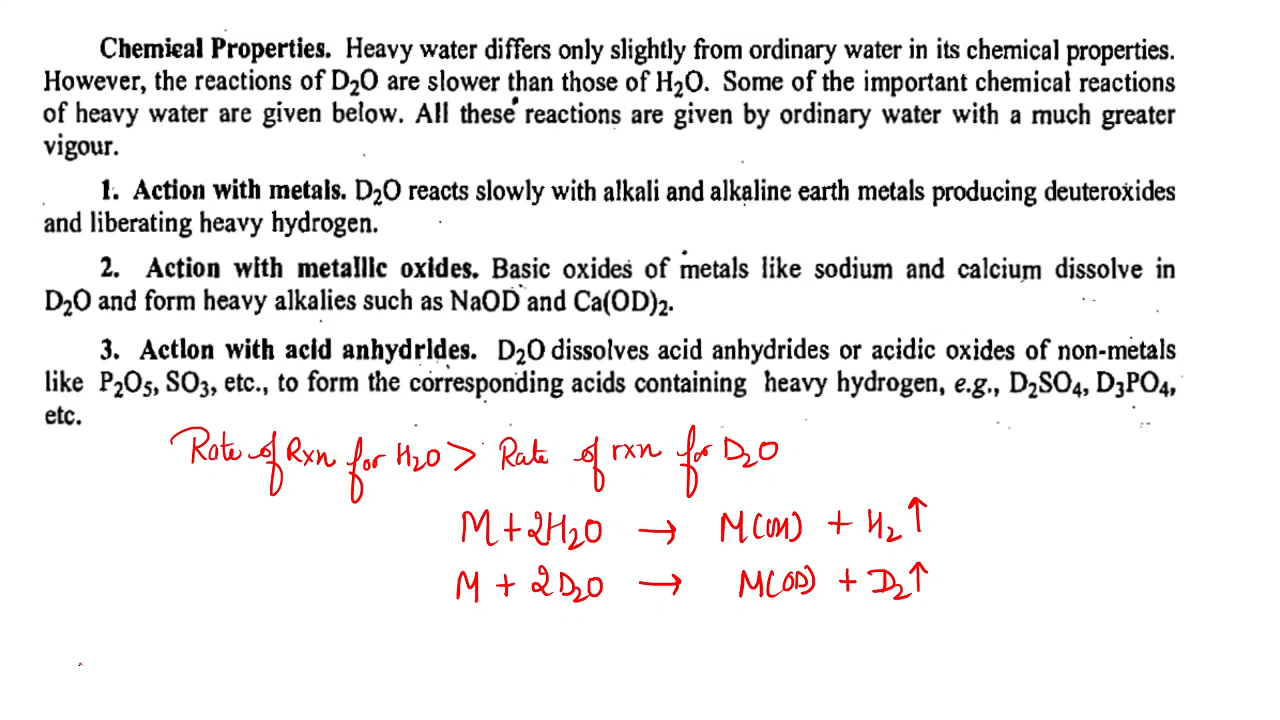 Chemical Properties. Heavy water differs only slightly from ordinary water in its chemical properties.
However, the reactions of D₂O are slower than those of H₂O. Some of the important chemical reactions
of heavy water are given below. All these reactions are given by ordinary water with a much greater
vigour.
1. Action with metals. D₂O reacts slowly with alkali and alkaline earth metals producing deuteroxides
and liberating heavy hydrogen.
2. Action with metallic oxides. Basic oxides of metals like sodium and calcium dissolve in
D₂O and form heavy alkalies such as NaOD and Ca(OD)₂.
3. Action with acid anhydrides. D₂O dissolves acid anhydrides or acidic oxides of non-metals
like P₂O₅, SO₃, etc., to form the corresponding acids containing heavy hydrogen, e.g., D₂SO₄, D₃PO₄,
etc.
Rate of Rxn for H₂O > Rate of rxn for D₂O
M + 2H₂O → M(OH) + H₂↑
M + 2D₂O → M(OD) + D₂↑